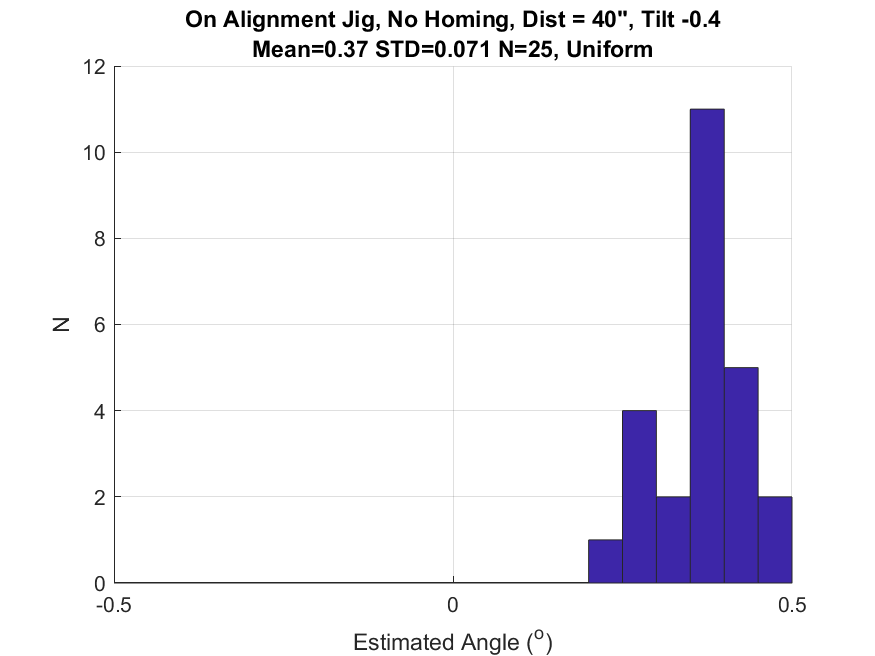 On Alignment Jig, No Homing, Dist = 40", Tilt -0.4
Mean=0.37 STD=0.071 N=25, Uniform
12
10
8
6
4
2
0
N
-0.5 0 0.5
Estimated Angle (o)